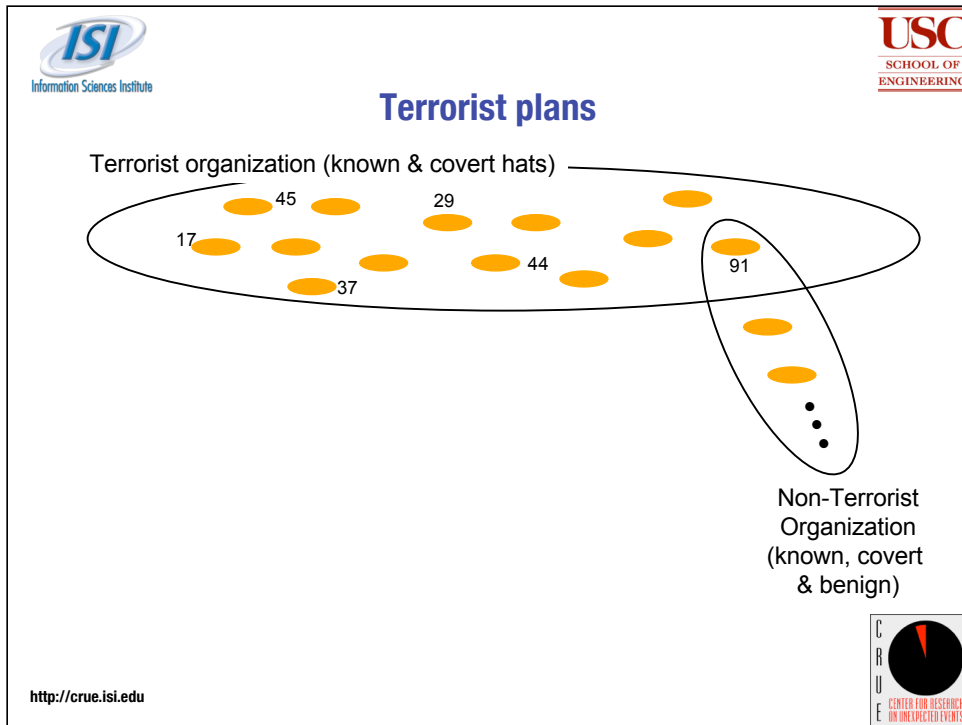 ISI
Information Sciences Institute
USC
SCHOOL OF
ENGINEERING
Terrorist plans
Terrorist organization (known & covert hats)
45
29
17
44
91
37
Non-Terrorist
Organization
(known, covert
& benign)
http://crue.isi.edu
CRUE
CENTER FOR RESEARCH
ON UNEXPECTED EVENTS